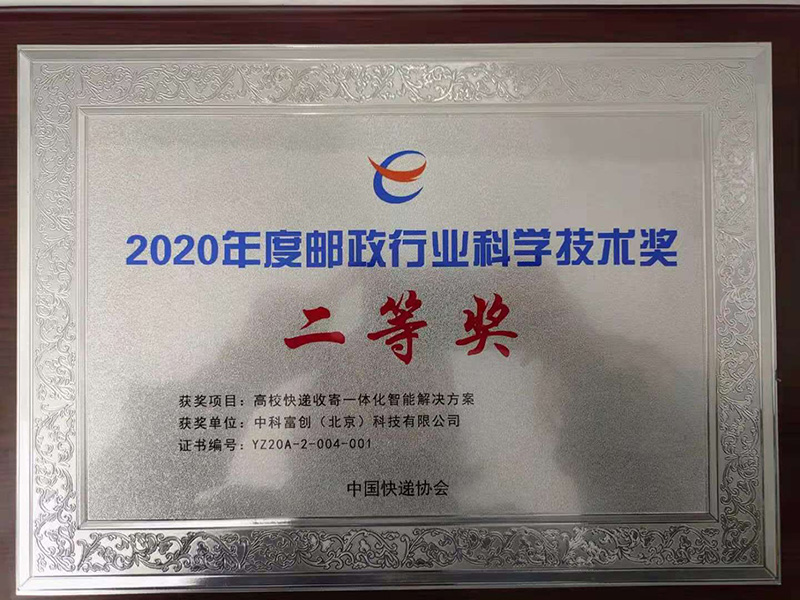 2020年度邮政行业科学技术奖
二等奖
获奖项目：高校快递收寄一体化智能解决方案
获奖单位：中科富创（北京）科技有限公司
证书编号：YZ20A-2-004-001
中国快递协会